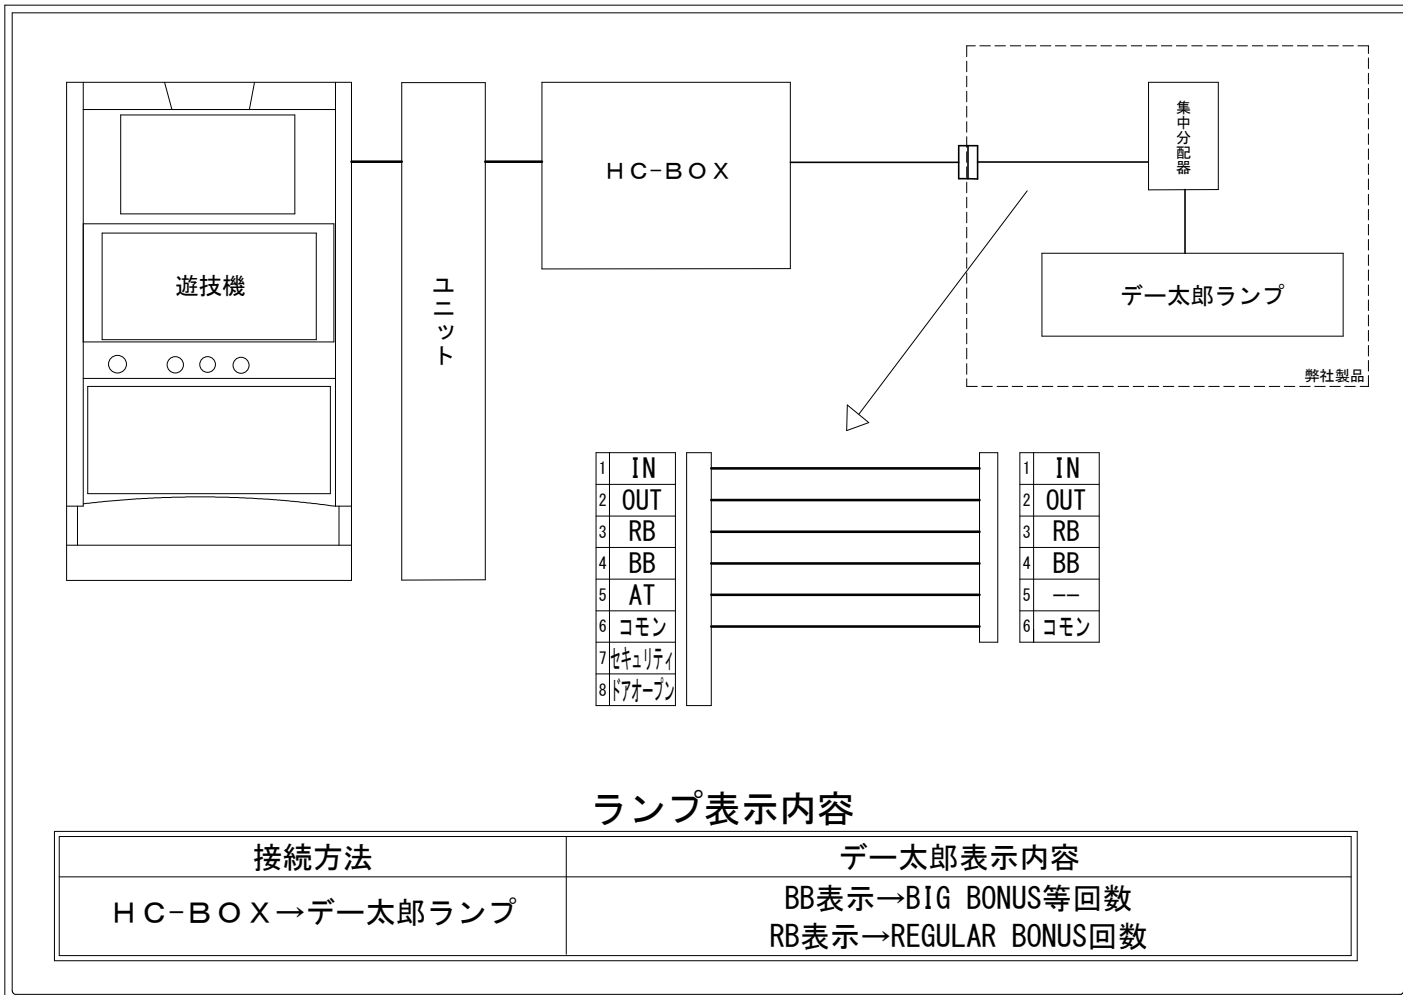 集中分配器
HC-BOX
遊技機
ユニット
デー太郎ランプ
弊社製品
1 IN
2 OUT
3 RB
4 BB
5 AT
6 コモン
7 セキュリティ
8 ドアオープン
1 IN
2 OUT
3 RB
4 BB
5 --
6 コモン
ランプ表示内容
接続方法 デー太郎表示内容
HC-BOX→デー太郎ランプ
BB表示→BIG BONUS等回数
RB表示→REGULAR BONUS回数